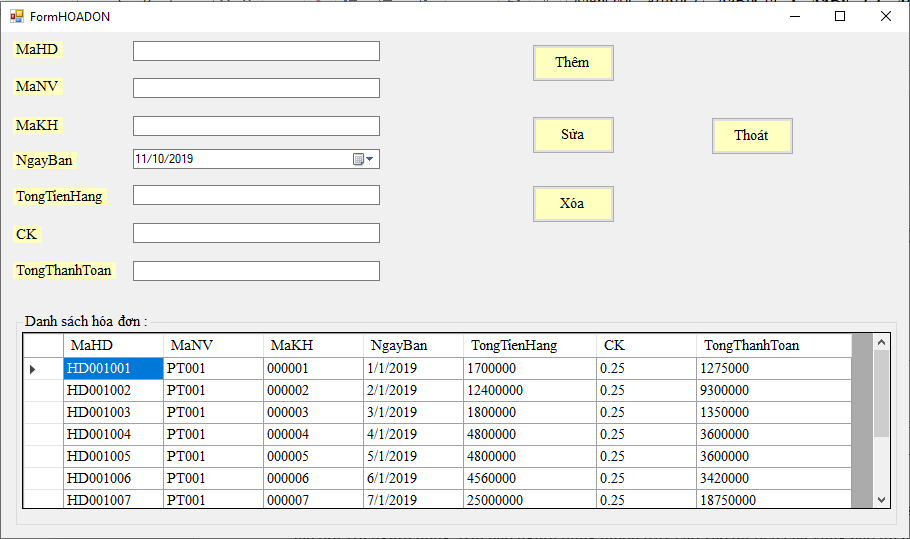 FormHOADON
MaHD
Thêm
MaNV
MaKH
Sửa
Thoát
NgayBan
11/10/2019
TongTienHang
Xóa
CK
TongThanhToan
Danh sách hóa đơn :
MaHD MaNV MaKH NgayBan TongTienHang CK TongThanhToan
HD001001 PT001 000001 1/1/2019 1700000 0.25 1275000
HD001002 PT001 000002 2/1/2019 12400000 0.25 9300000
HD001003 PT001 000003 3/1/2019 1800000 0.25 1350000
HD001004 PT001 000004 4/1/2019 4800000 0.25 3600000
HD001005 PT001 000005 5/1/2019 4800000 0.25 3600000
HD001006 PT001 000006 6/1/2019 4560000 0.25 3420000
HD001007 PT001 000007 7/1/2019 25000000 0.25 18750000